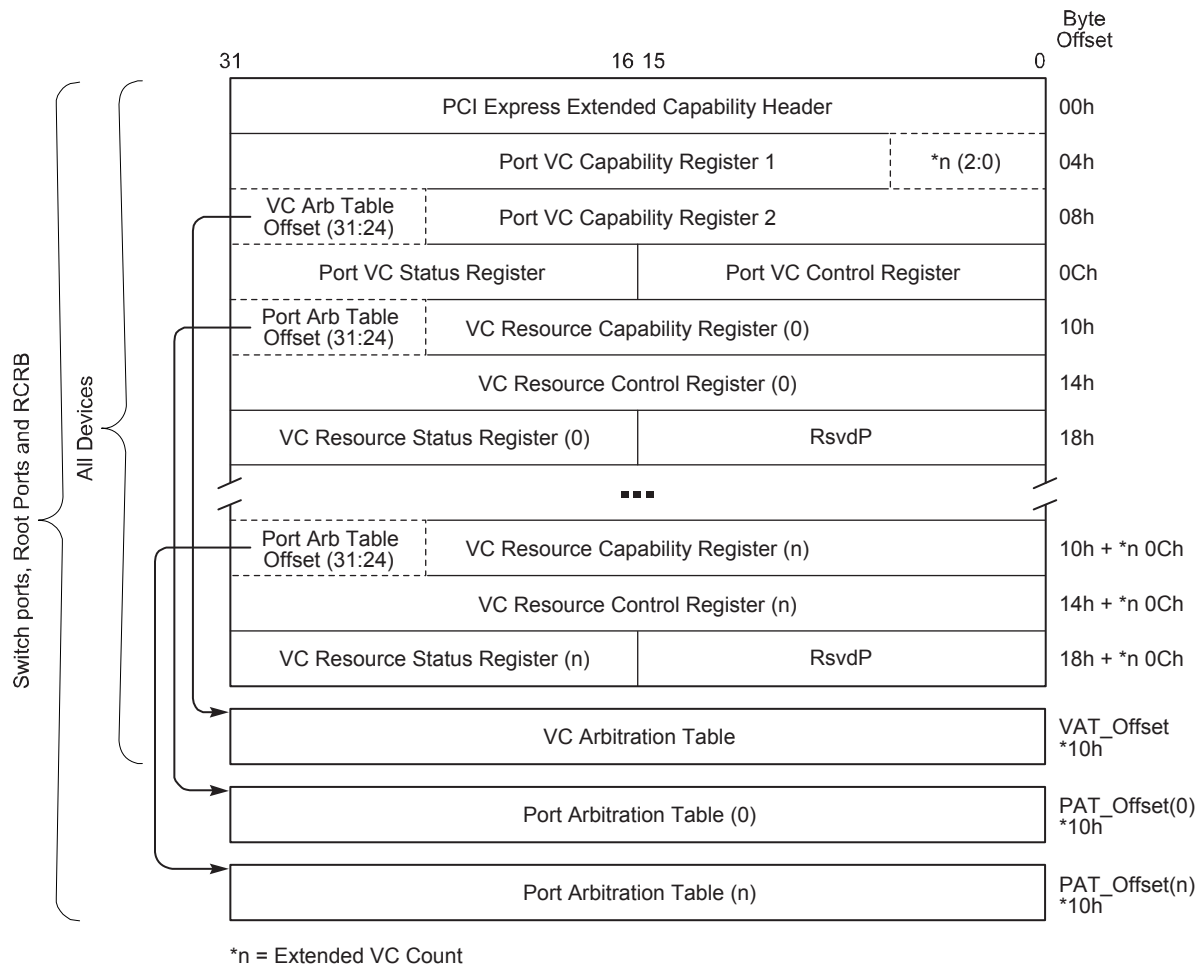 Byte
Offset
31
16 15
0
PCI Express Extended Capability Header
00h
Port VC Capability Register 1
*n (2:0)
04h
VC Arb Table
Offset (31:24)
Port VC Capability Register 2
08h
Port VC Status Register
Port VC Control Register
0Ch
Port Arb Table
Offset (31:24)
VC Resource Capability Register (0)
10h
VC Resource Control Register (0)
14h
VC Resource Status Register (0)
RsvdP
18h
Port Arb Table
Offset (31:24)
VC Resource Capability Register (n)
10h + *n 0Ch
VC Resource Control Register (n)
14h + *n 0Ch
VC Resource Status Register (n)
RsvdP
18h + *n 0Ch
VC Arbitration Table
VAT_Offset
*10h
Port Arbitration Table (0)
PAT_Offset(0)
*10h
Port Arbitration Table (n)
PAT_Offset(n)
*10h
Switch ports, Root Ports and RCRB
All Devices
*n = Extended VC Count